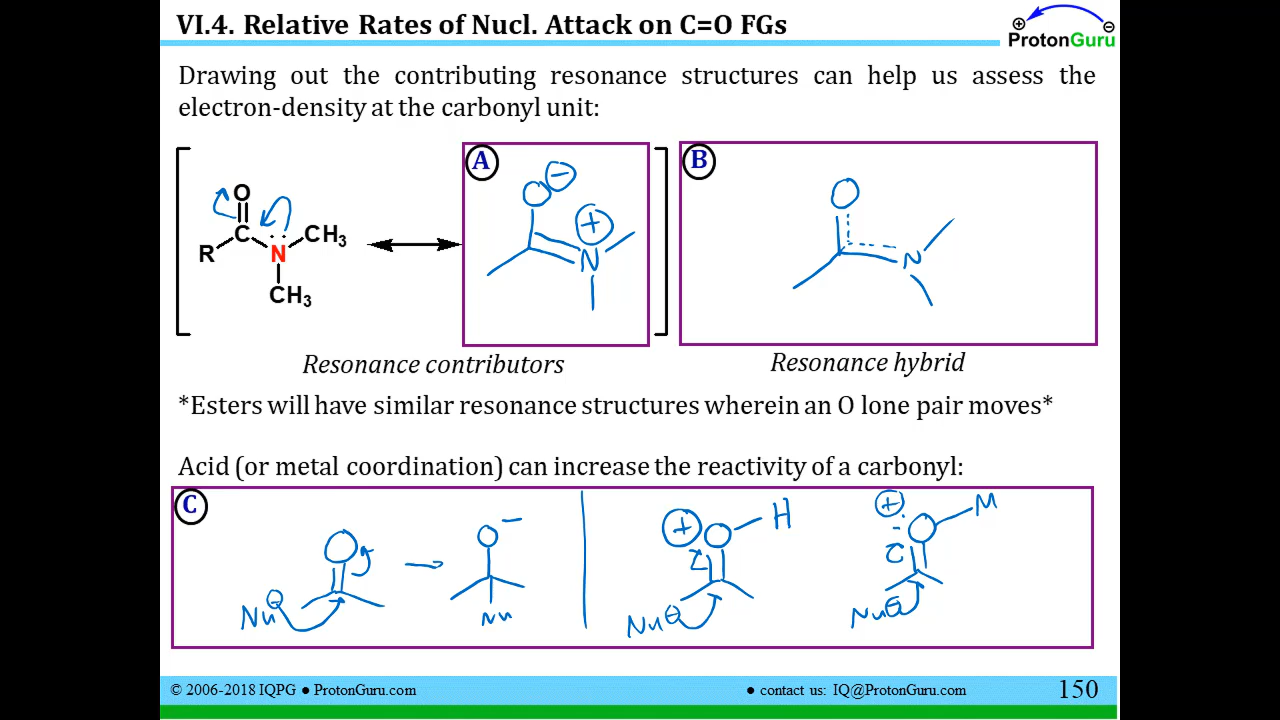 VI.4. Relative Rates of Nucl. Attack on C=O FGs
⊕ ⊖
ProtonGuru
Drawing out the contributing resonance structures can help us assess the
electron-density at the carbonyl unit:
A
B
O
C
R
N
CH3
CH3
O ⊖
⊕
N
O
N
Resonance contributors
Resonance hybrid
*Esters will have similar resonance structures wherein an O lone pair moves*
Acid (or metal coordination) can increase the reactivity of a carbonyl:
C
O
Nu⊖
O−
Nu
⊕ O H
Nu⊖
⊕ O M
Nu⊖
© 2006-2018 IQPG ● ProtonGuru.com
● contact us: IQ@ProtonGuru.com
150